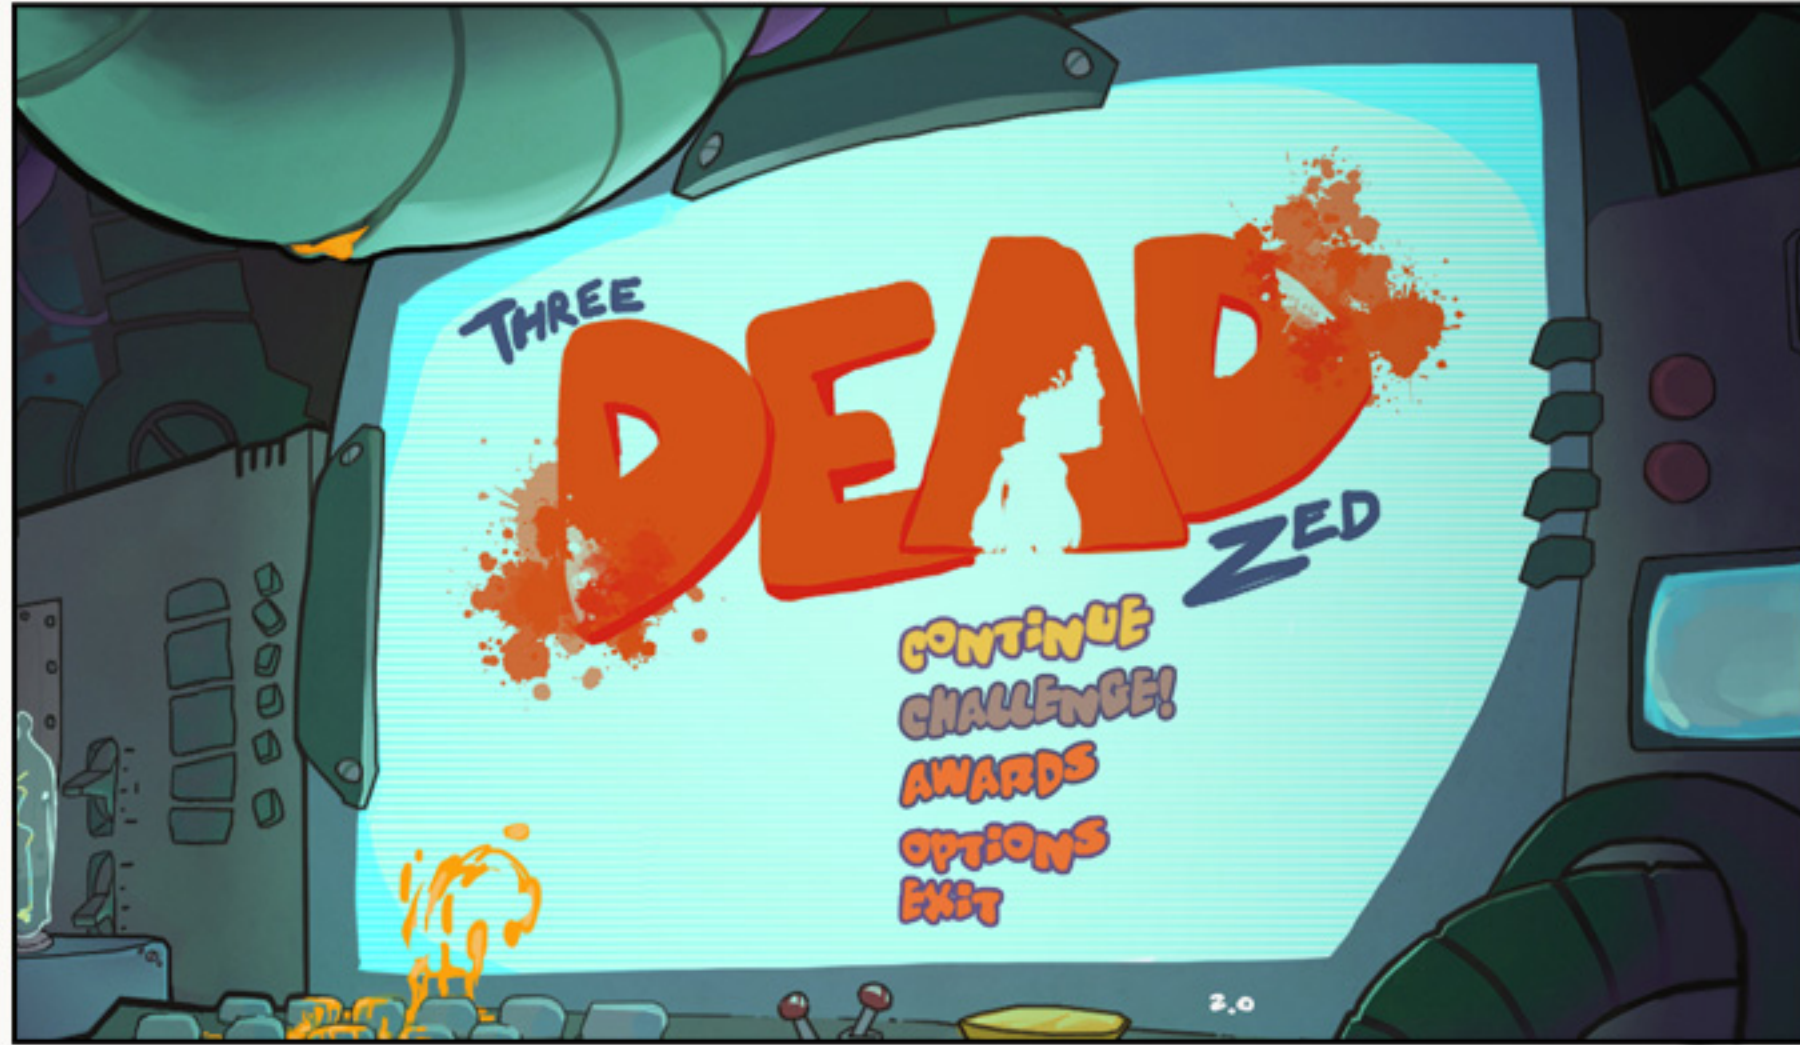 THREE
DEAD
ZED
CONTiNUE
CHALLENGE!
AWARDS
OPTiONS
EXiT
2.0